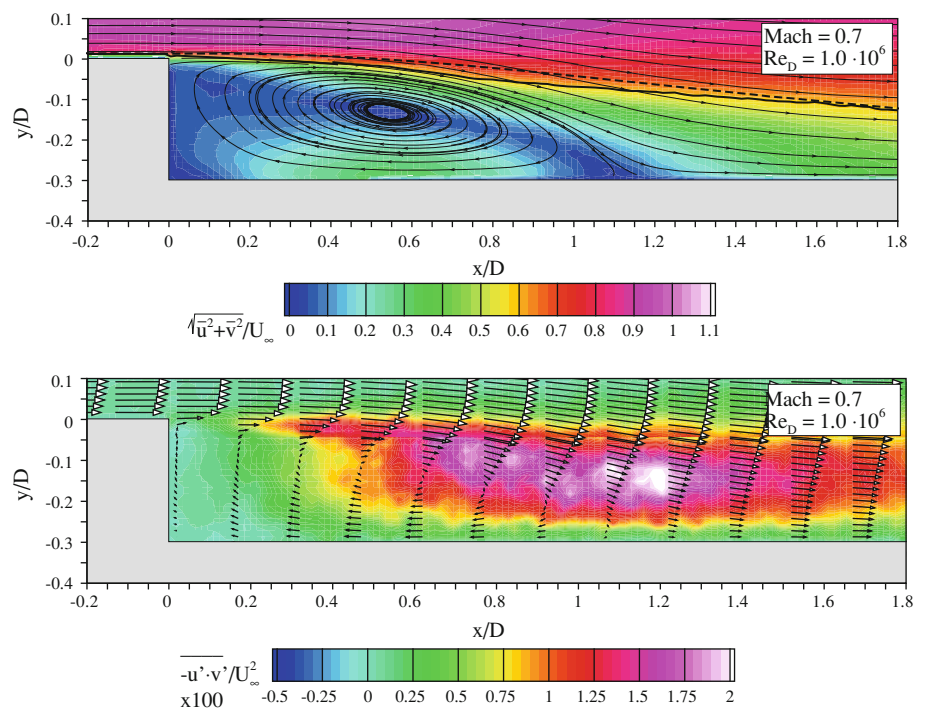 0.1
0
-0.1
-0.2
-0.3
-0.4
y/D
Mach = 0.7
Re_D = 1.0 ·10^6
-0.2 0 0.2 0.4 0.6 0.8 1 1.2 1.4 1.6 1.8
x/D
√u̅²+v̅²/U_∞
0 0.1 0.2 0.3 0.4 0.5 0.6 0.7 0.8 0.9 1 1.1
0.1
0
-0.1
-0.2
-0.3
-0.4
y/D
Mach = 0.7
Re_D = 1.0 ·10^6
-0.2 0 0.2 0.4 0.6 0.8 1 1.2 1.4 1.6 1.8
x/D
-u'·v'/U²_∞
x100
-0.5 -0.25 0 0.25 0.75 1 1.25 1.5 1.75 2